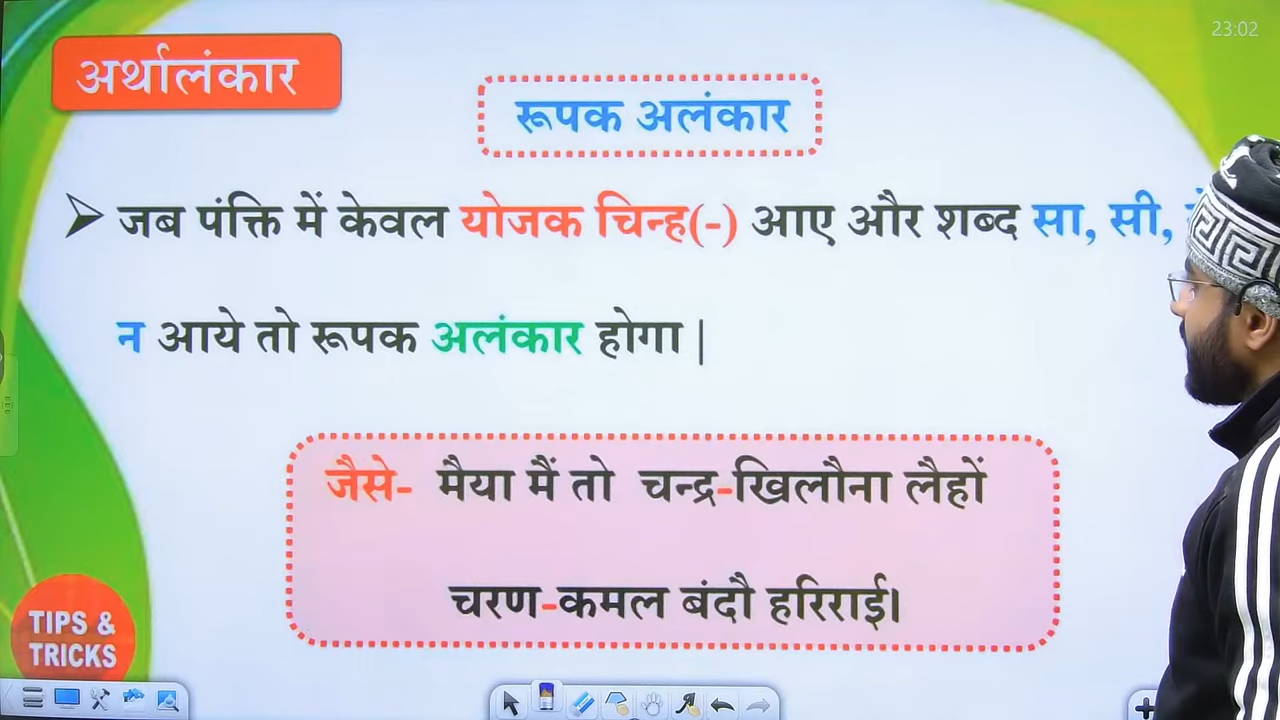 23:02
अर्थालंकार
रूपक अलंकार
जब पंक्ति में केवल योजक चिन्ह(-) आए और शब्द सा, सी,
न आये तो रूपक अलंकार होगा |
जैसे- मैया मैं तो चन्द्र-खिलौना लैहों
चरण-कमल बंदौ हरिराई।
TIPS &
TRICKS